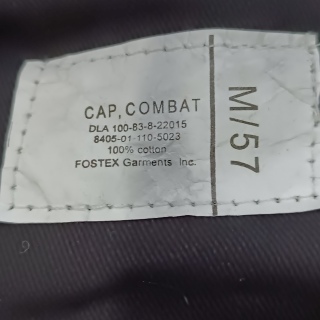 CAP, COMBAT
DLA 100-83-8-22015
8405-01-110-5023
100% cotton
FOSTEX Garments Inc.
M/57